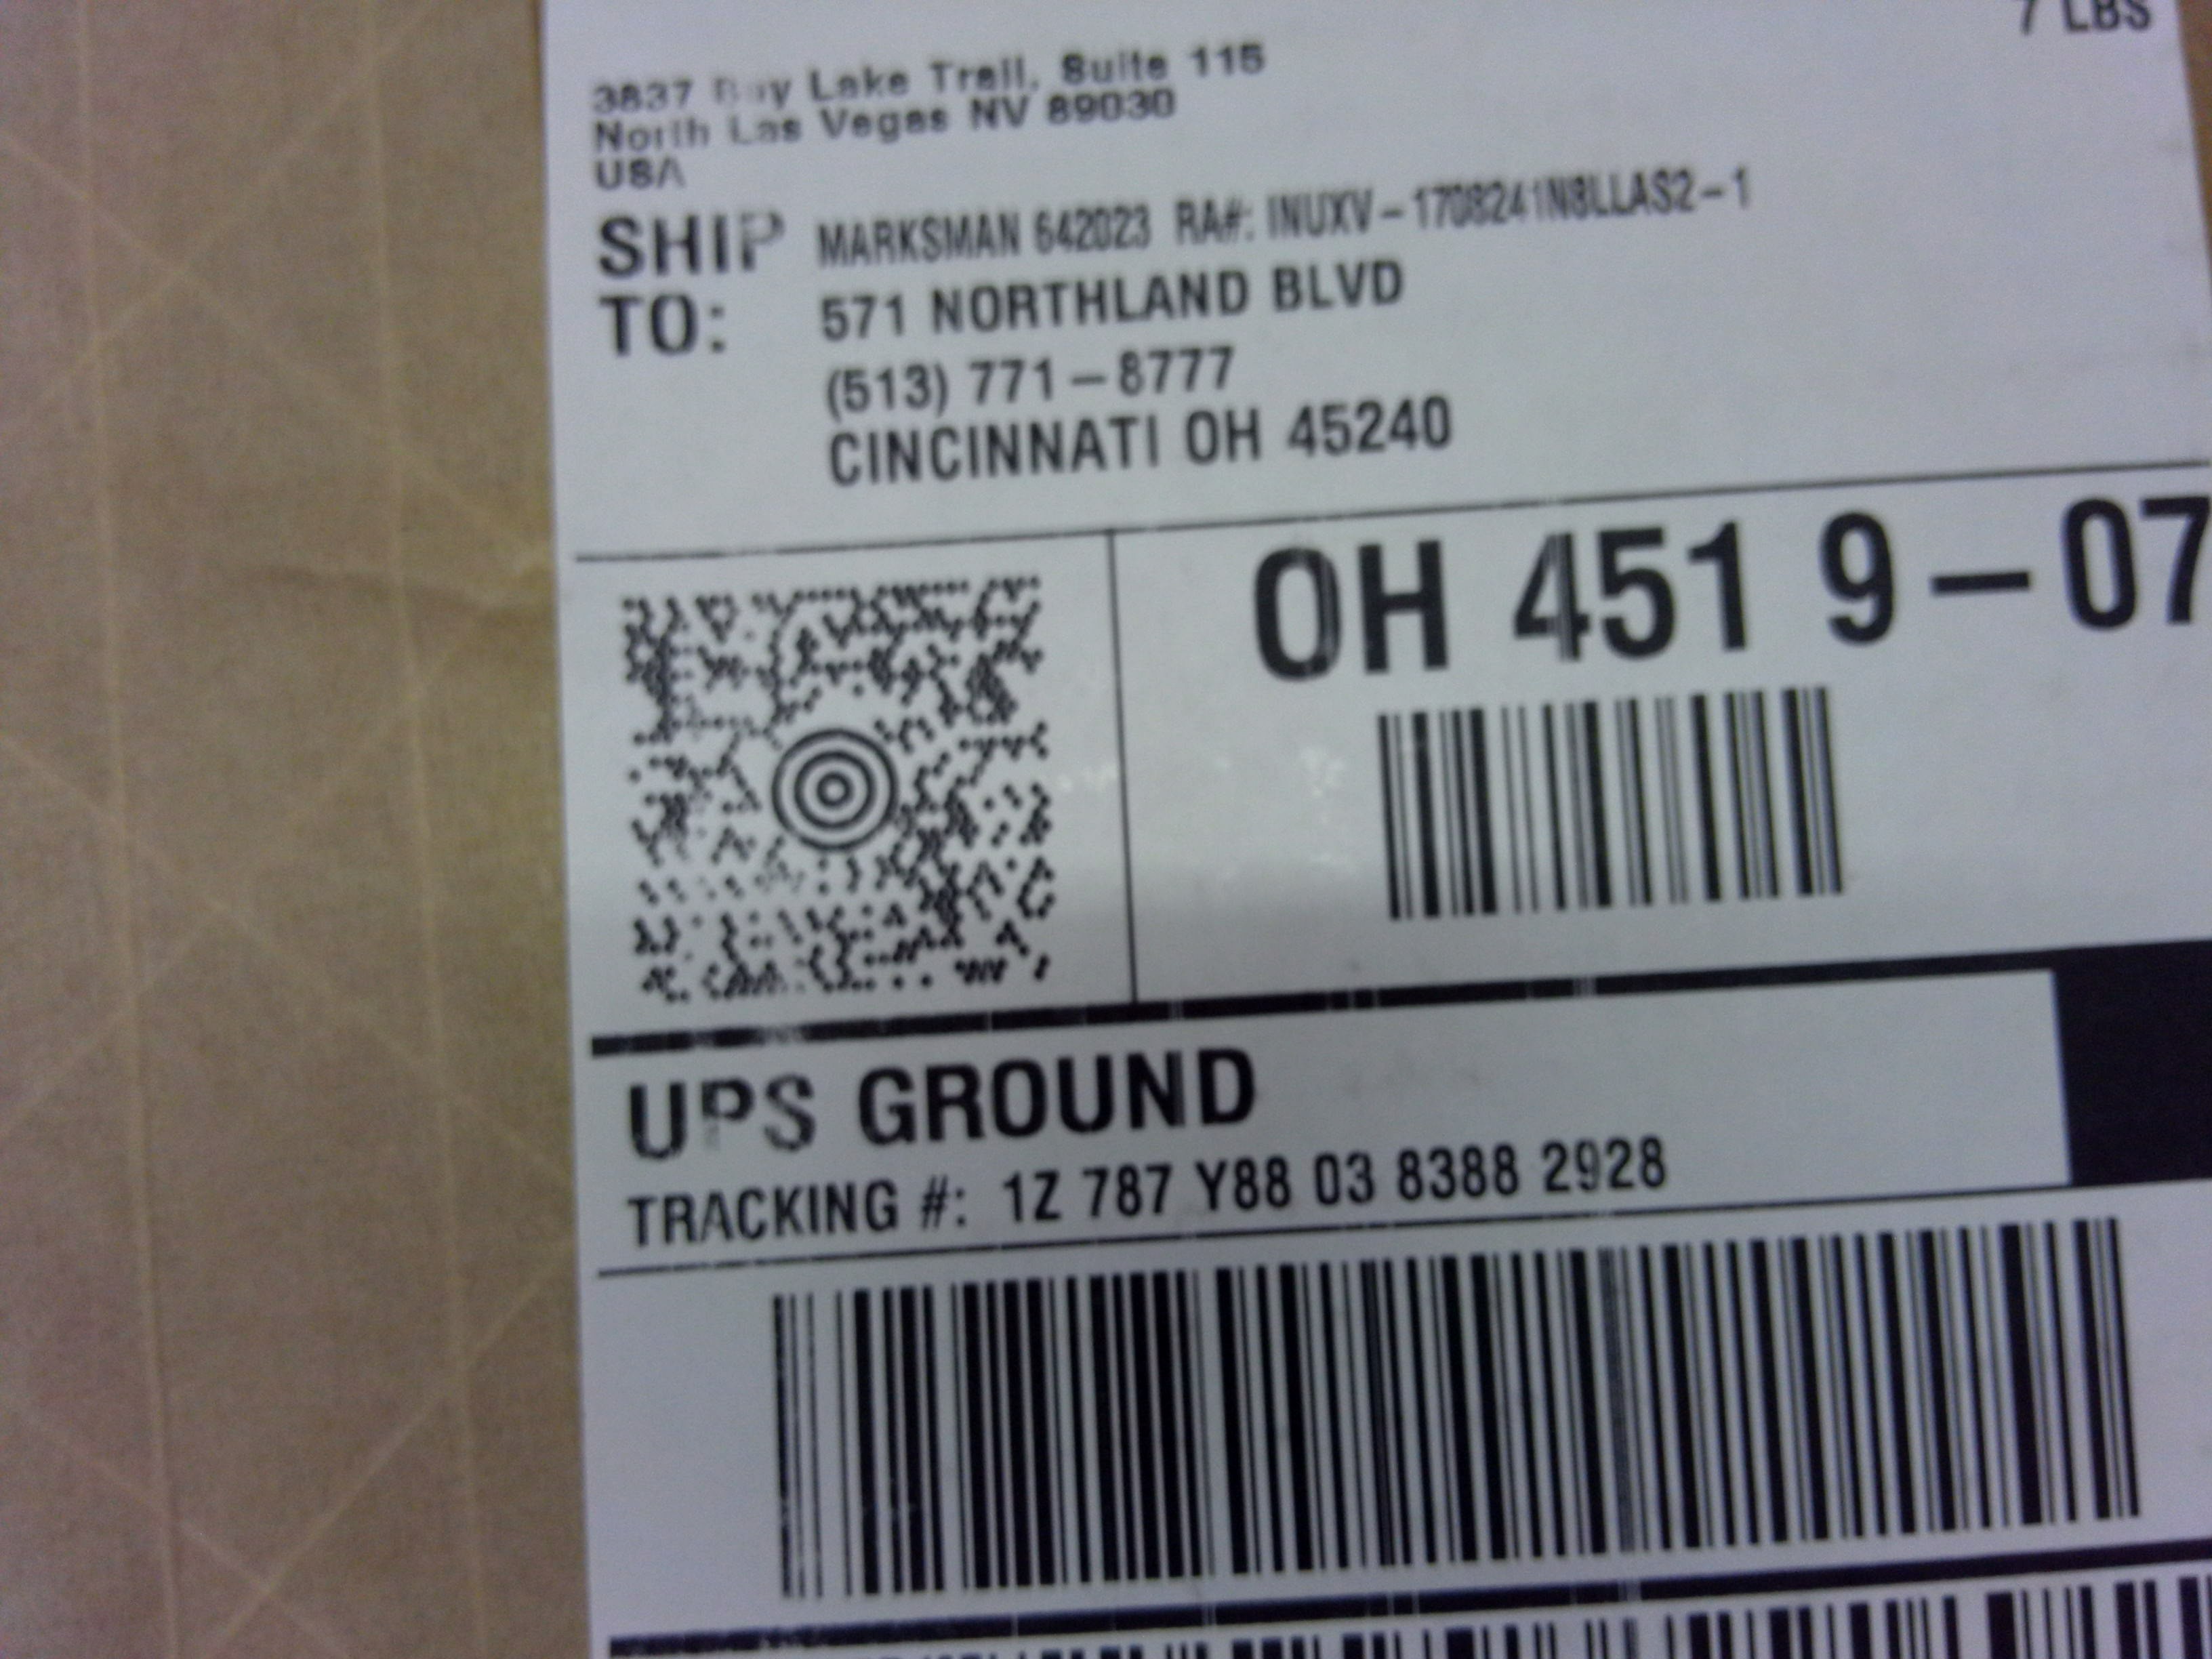 7 LBS
3837 Bay Lake Trail, Suite 115
North Las Vegas NV 89030
USA
SHIP TO: MARKSMAN 642023 RA#: INUXV-1708241N8LLAS2-1
571 NORTHLAND BLVD
(513) 771-8777
CINCINNATI OH 45240
OH 451 9-07
UPS GROUND
TRACKING #: 1Z 787 Y88 03 8388 2928